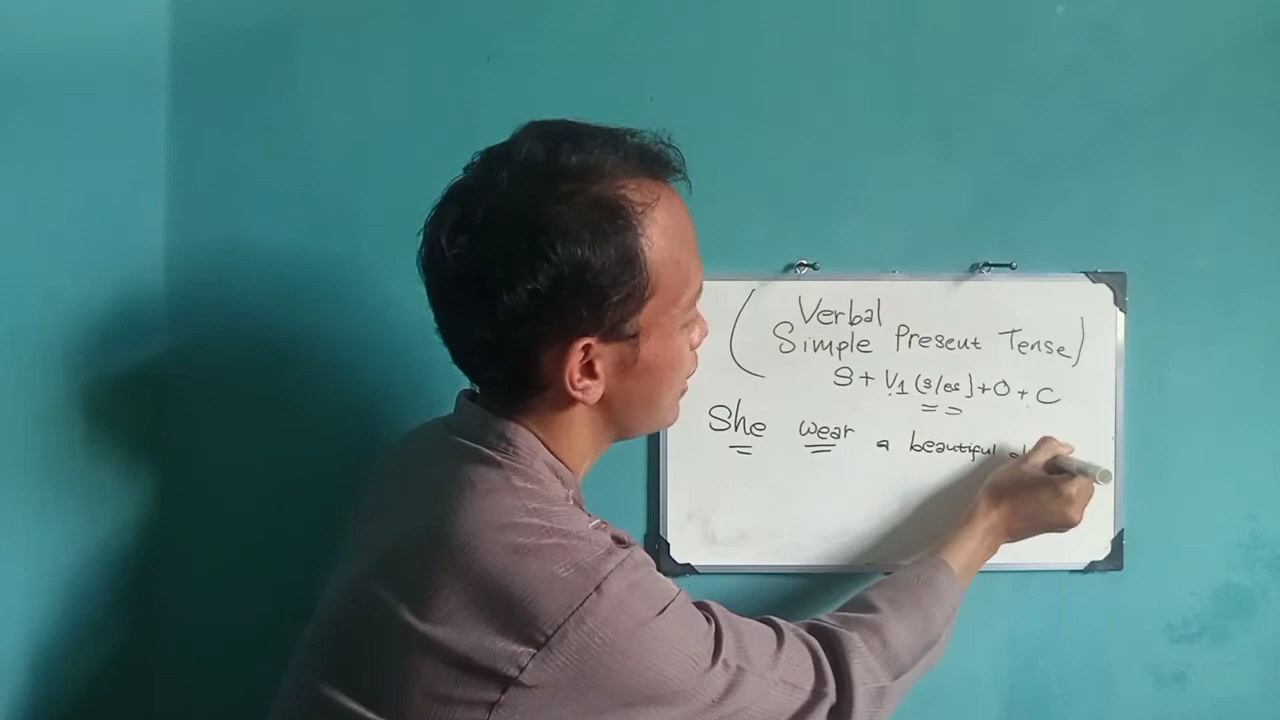 (Verbal
Simple Present Tense)
S + V1 (s/es) + O + C
She wear a beautiful